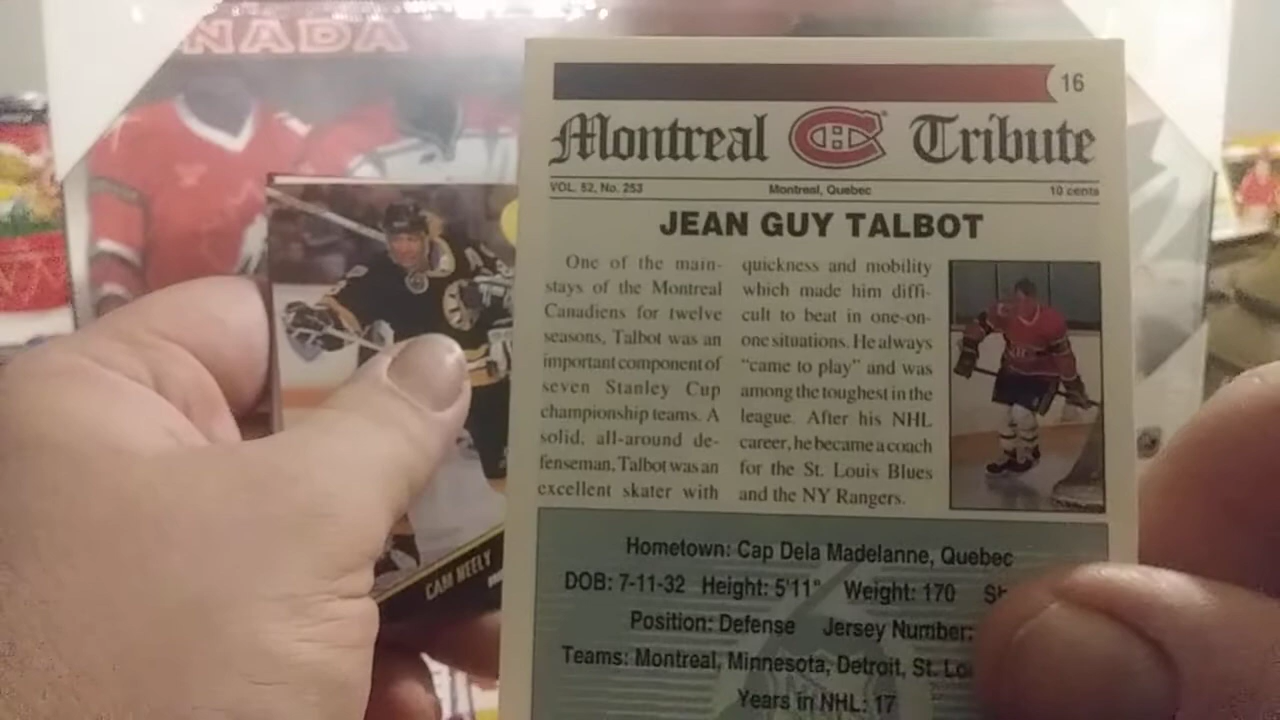 NADA
16
Montreal CH Tribute
VOL. 52, No. 253 Montreal, Quebec 10 cents
JEAN GUY TALBOT
One of the main-
stays of the Montreal
Canadiens for twelve
seasons, Talbot was an
important component of
seven Stanley Cup
championship teams. A
solid, all-around de-
fenseman, Talbot was an
excellent skater with
quickness and mobility
which made him diffi-
cult to beat in one-on-
one situations. He always
"came to play" and was
among the toughest in the
league. After his NHL
career, he became a coach
for the St. Louis Blues
and the NY Rangers.
Hometown: Cap Dela Madelanne, Quebec
DOB: 7-11-32 Height: 5'11" Weight: 170 Sh
Position: Defense Jersey Number:
Teams: Montreal, Minnesota, Detroit, St. Lo
Years in NHL: 17
CAM NEELY